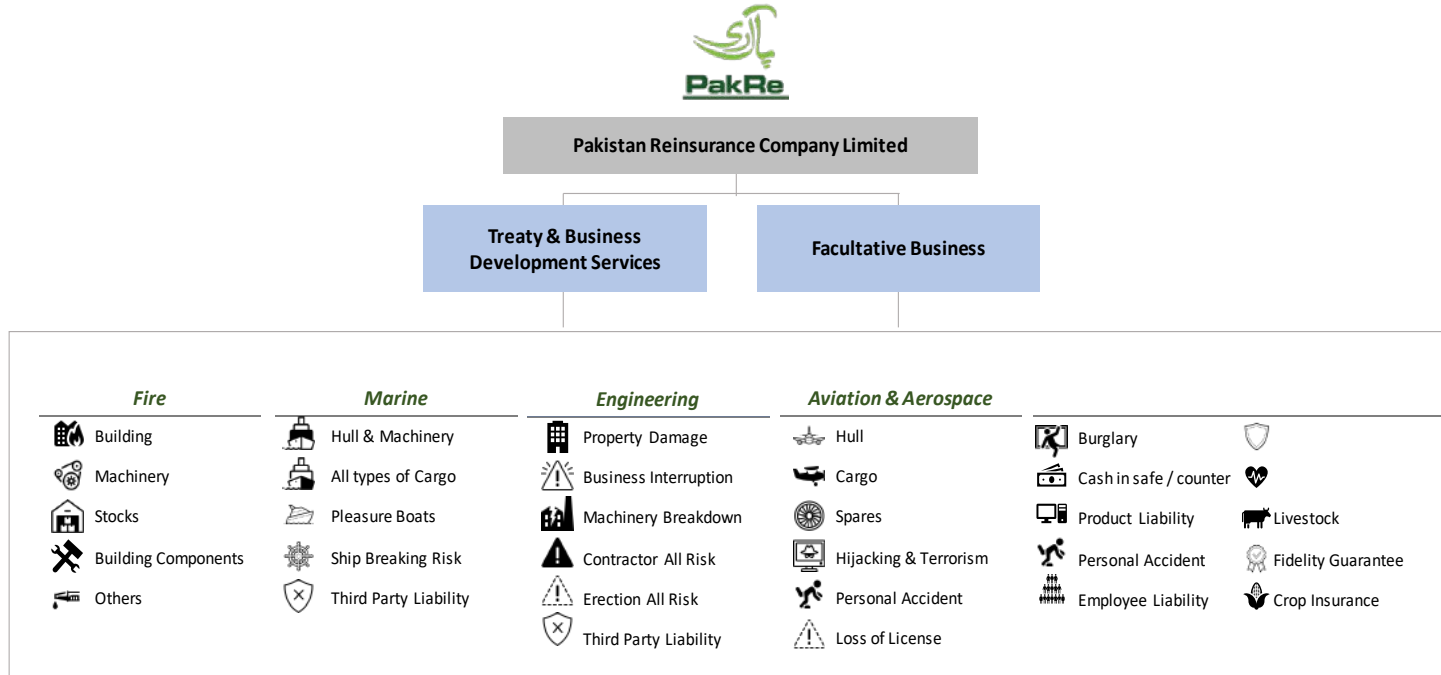 پاک ری
PakRe
Pakistan Reinsurance Company Limited
Treaty & Business
Development Services
Facultative Business
Fire
Building
Machinery
Stocks
Building Components
Others
Marine
Hull & Machinery
All types of Cargo
Pleasure Boats
Ship Breaking Risk
Third Party Liability
Engineering
Property Damage
Business Interruption
Machinery Breakdown
Contractor All Risk
Erection All Risk
Third Party Liability
Aviation & Aerospace
Hull
Cargo
Spares
Hijacking & Terrorism
Personal Accident
Loss of License
Burglary
Cash in safe / counter
Product Liability
Personal Accident
Employee Liability
Livestock
Fidelity Guarantee
Crop Insurance